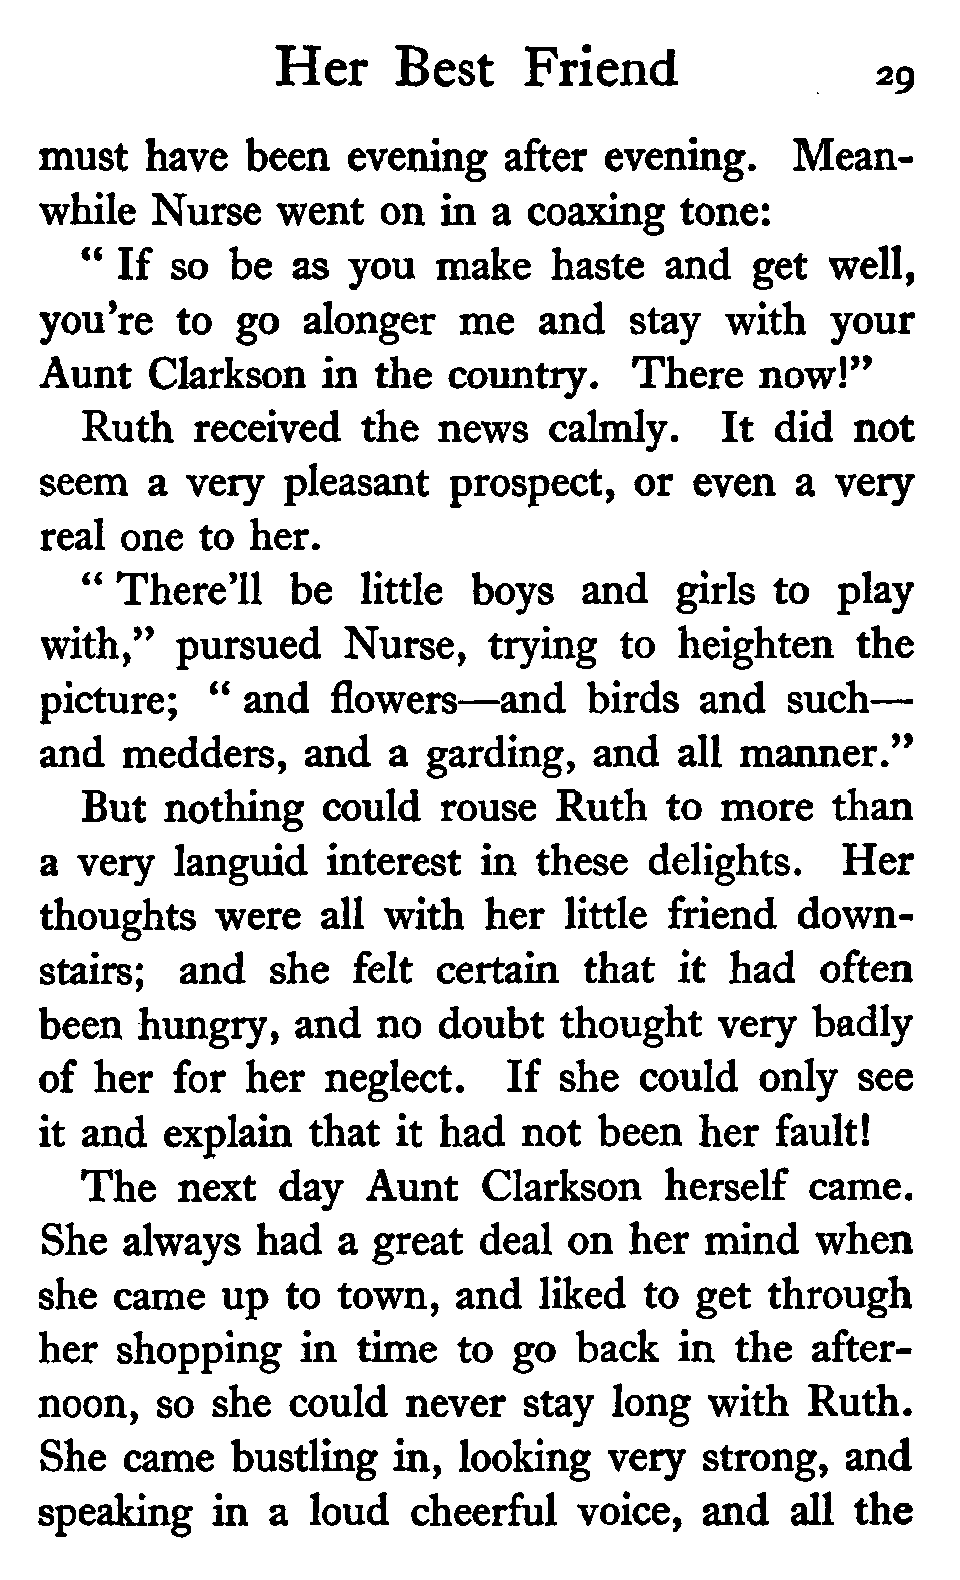 Her Best Friend 29
must have been evening after evening. Mean-
while Nurse went on in a coaxing tone:
“ If so be as you make haste and get well,
you’re to go alonger me and stay with your
Aunt Clarkson in the country. There now!”
Ruth received the news calmly. It did not
seem a very pleasant prospect, or even a very
real one to her.
“ There’ll be little boys and girls to play
with,” pursued Nurse, trying to heighten the
picture; “ and flowers—and birds and such—
and medders, and a garding, and all manner.”
But nothing could rouse Ruth to more than
a very languid interest in these delights. Her
thoughts were all with her little friend down-
stairs; and she felt certain that it had often
been hungry, and no doubt thought very badly
of her for her neglect. If she could only see
it and explain that it had not been her fault!
The next day Aunt Clarkson herself came.
She always had a great deal on her mind when
she came up to town, and liked to get through
her shopping in time to go back in the after-
noon, so she could never stay long with Ruth.
She came bustling in, looking very strong, and
speaking in a loud cheerful voice, and all the